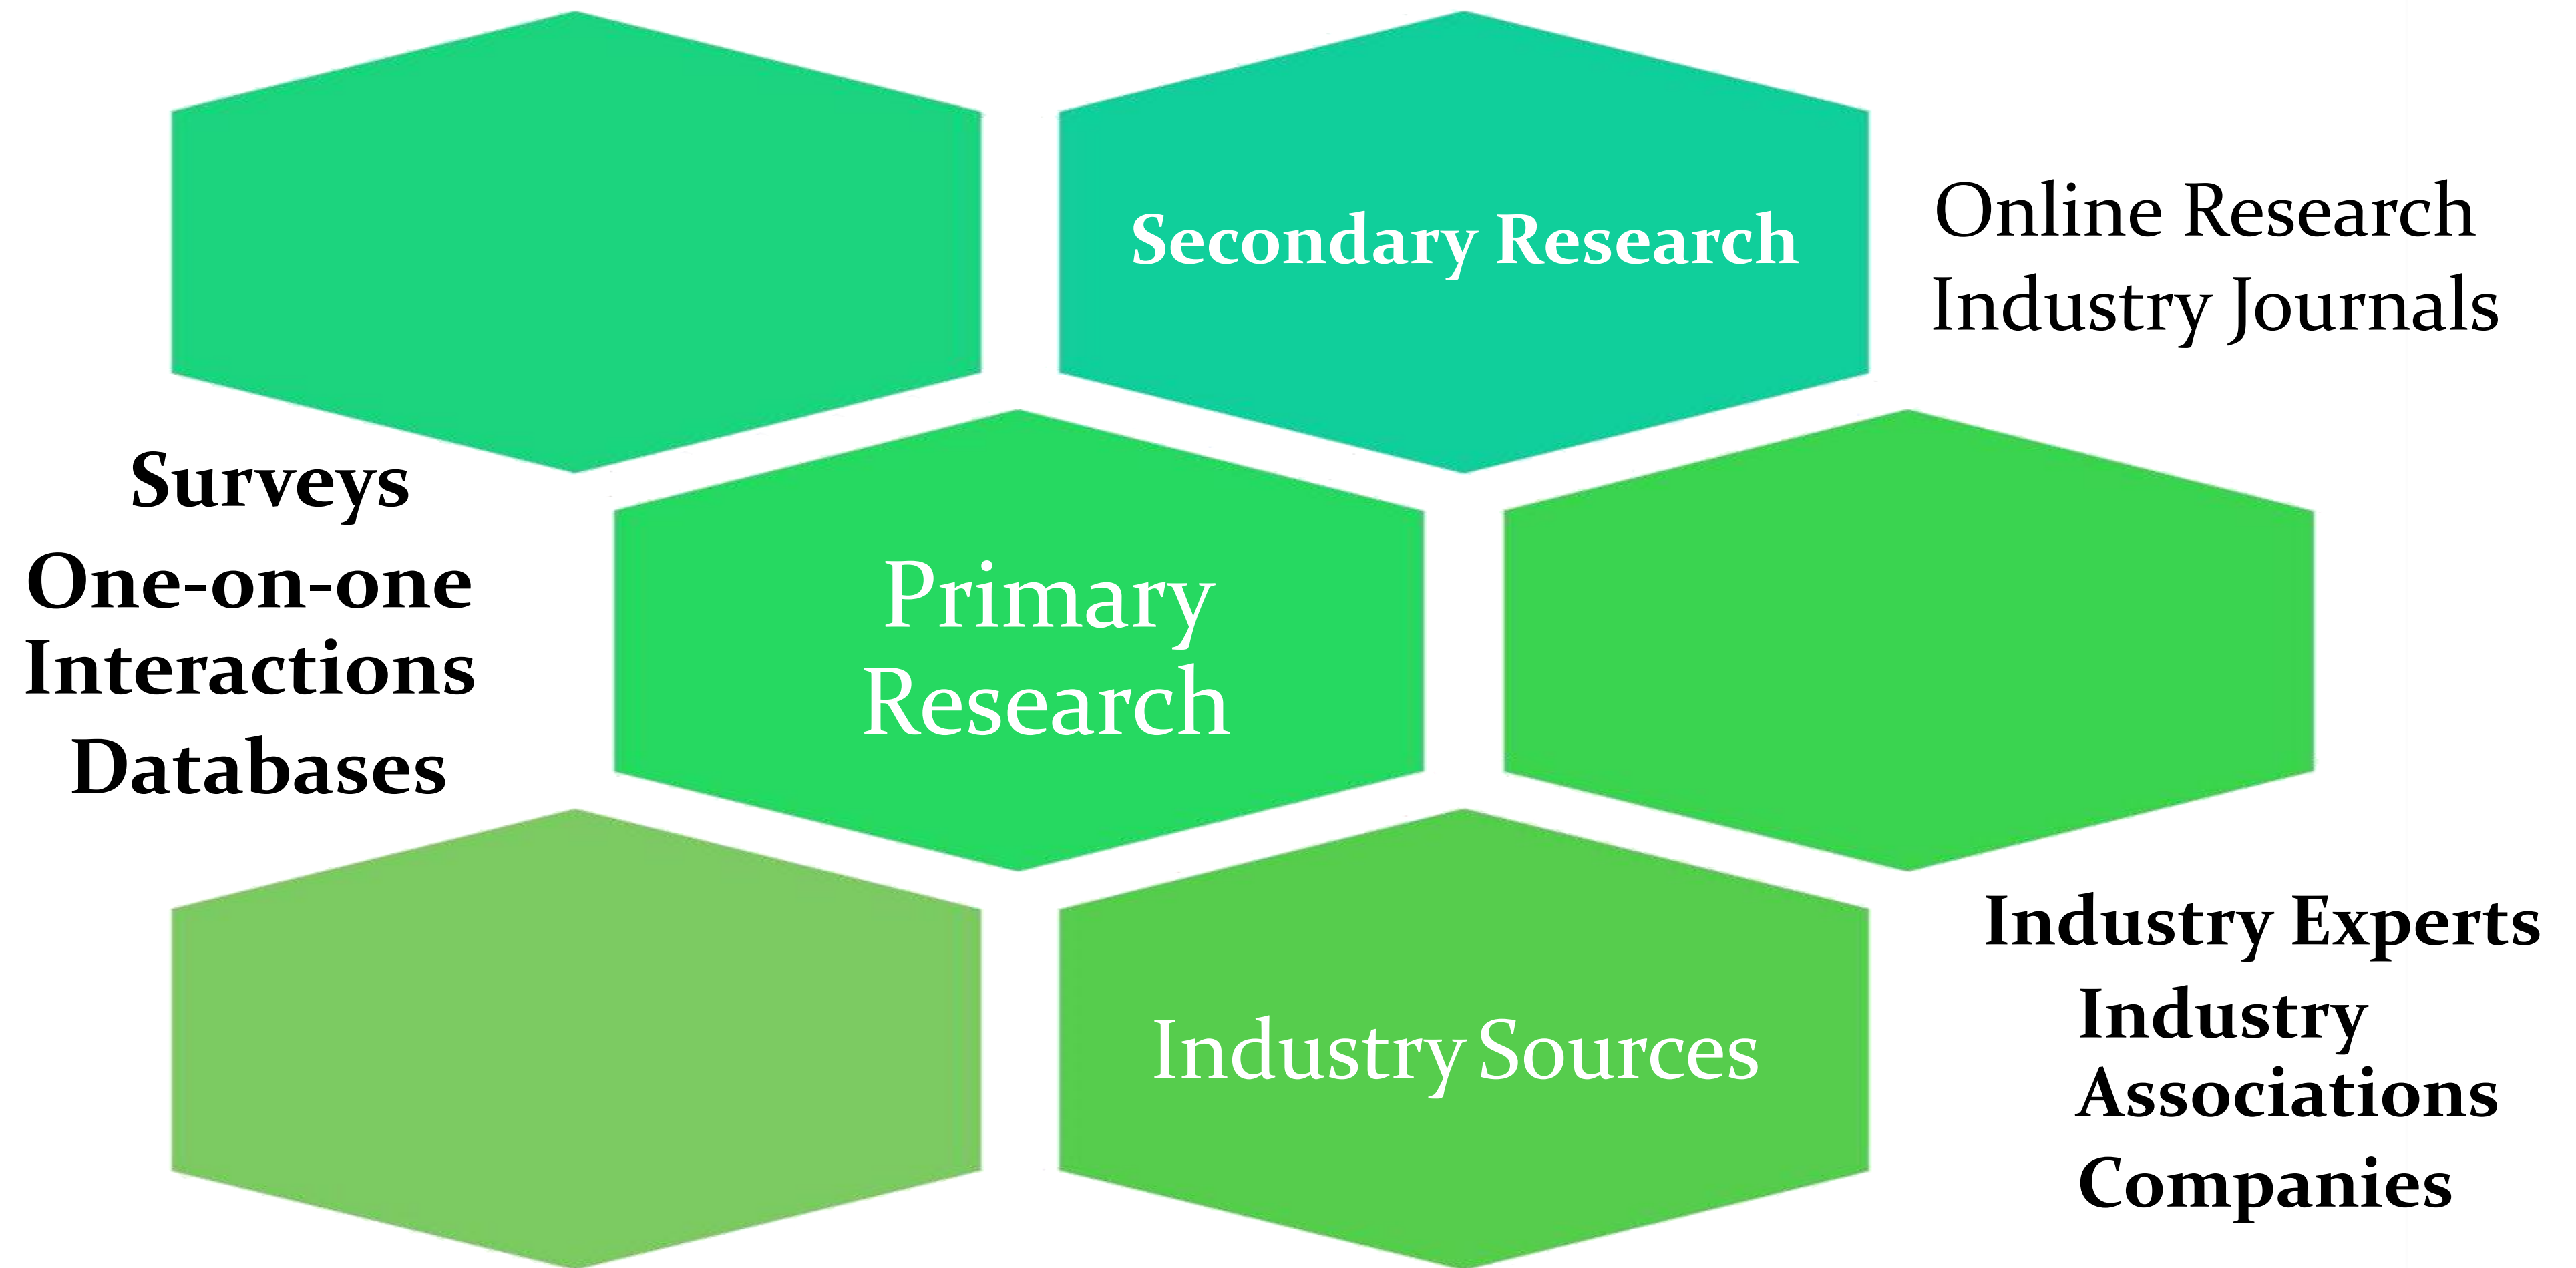 Secondary Research
Online Research
Industry Journals
Surveys
One-on-one
Interactions
Databases
Primary
Research
Industry Sources
Industry Experts
Industry
Associations
Companies